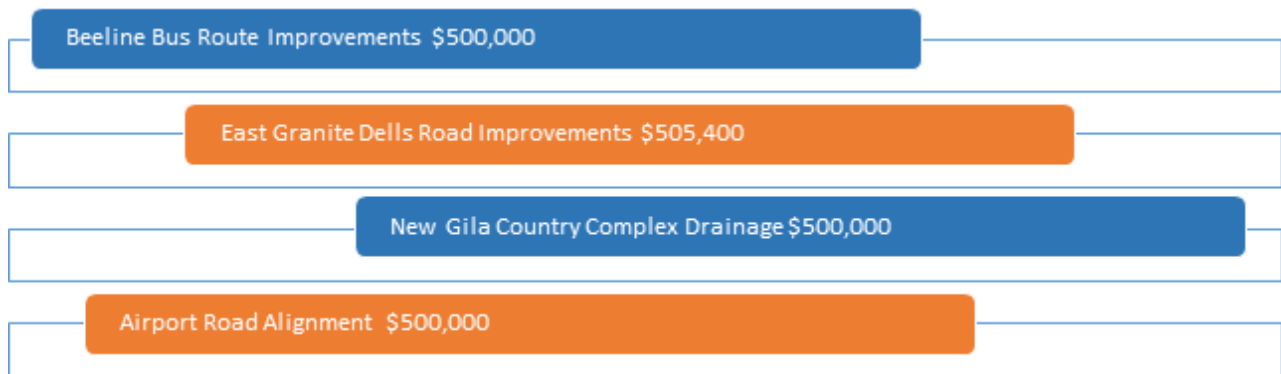 Beeline Bus Route Improvements $500,000
East Granite Dells Road Improvements $505,400
New Gila Country Complex Drainage $500,000
Airport Road Alignment $500,000